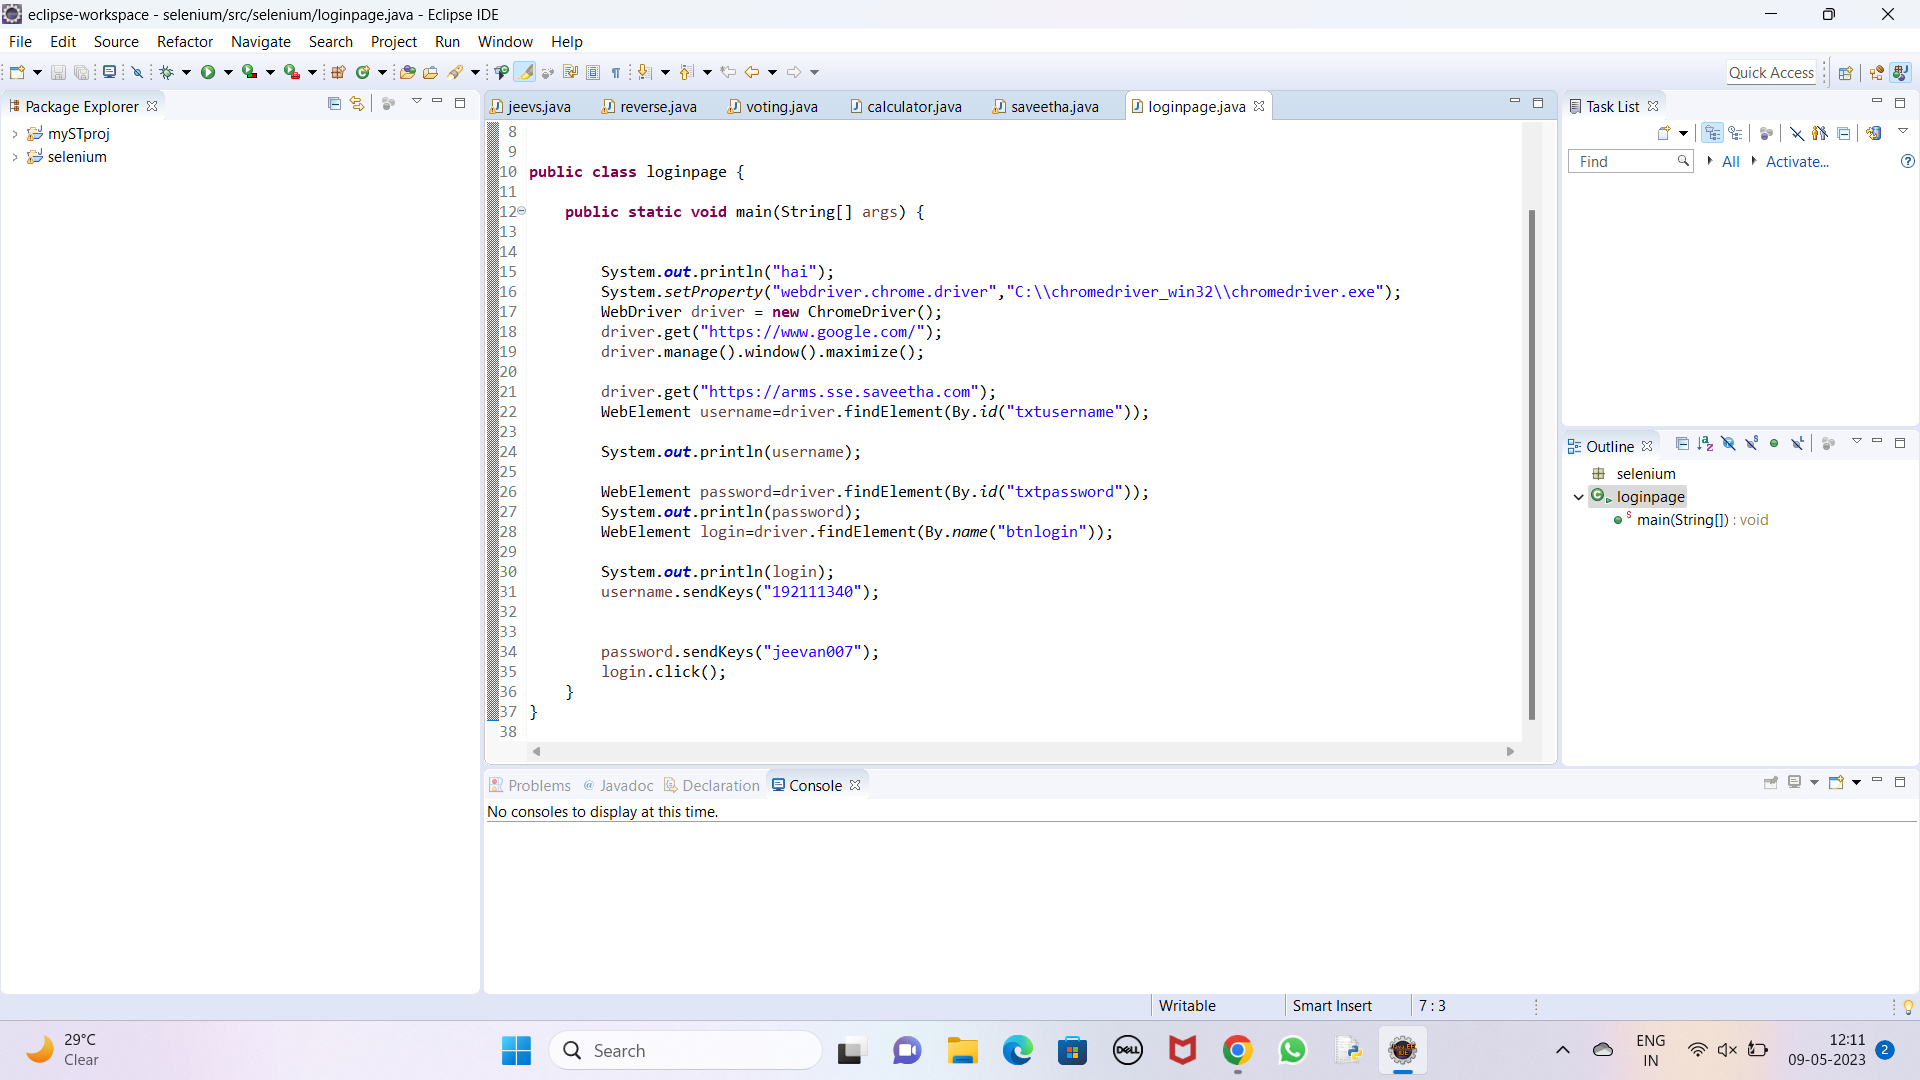 eclipse-workspace - selenium/src/selenium/loginpage.java - Eclipse IDE
File Edit Source Refactor Navigate Search Project Run Window Help
Quick Access
Package Explorer
mySTproj
selenium
jeevs.java reverse.java voting.java calculator.java saveetha.java loginpage.java
8
9
10 public class loginpage {
11
12 public static void main(String[] args) {
13
14
15 System.out.println("hai");
16 System.setProperty("webdriver.chrome.driver","C:\\chromedriver_win32\\chromedriver.exe");
17 WebDriver driver = new ChromeDriver();
18 driver.get("https://www.google.com/");
19 driver.manage().window().maximize();
20
21 driver.get("https://arms.sse.saveetha.com");
22 WebElement username=driver.findElement(By.id("txtusername"));
23
24 System.out.println(username);
25
26 WebElement password=driver.findElement(By.id("txtpassword"));
27 System.out.println(password);
28 WebElement login=driver.findElement(By.name("btnlogin"));
29
30 System.out.println(login);
31 username.sendKeys("192111340");
32
33
34 password.sendKeys("jeevan007");
35 login.click();
36 }
37 }
38
Task List
Find All Activate...
Outline
selenium
loginpage
main(String[]) : void
Problems @ Javadoc Declaration Console
No consoles to display at this time.
Writable Smart Insert 7 : 3
29°C
Clear
Search
DELL
ENG
IN
12:11
09-05-2023
2